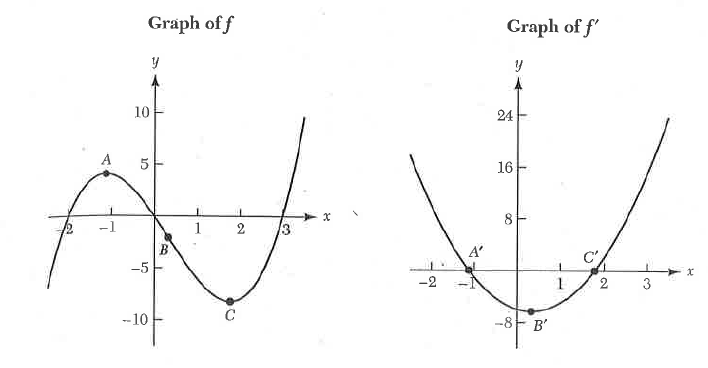 Graph of f
y
10
5
A
-2
-1
1
2
3
x
B
-5
C
-10
Graph of f′
y
24
16
8
A′
C′
-2
-1
1
2
3
x
-8
B′